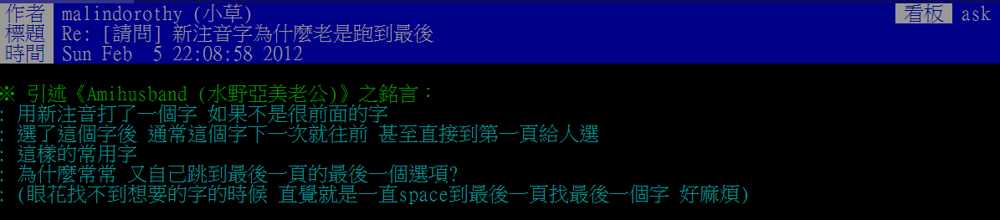 作者 malindorothy (小草) 看板 ask
標題 Re: [請問] 新注音字為什麼老是跑到最後
時間 Sun Feb  5 22:08:58 2012
※ 引述《Amihusband (水野亞美老公)》之銘言：
: 用新注音打了一個字 如果不是很前面的字
: 選了這個字後 通常這個字下一次就往前 甚至直接到第一頁給人選
: 這樣的常用字
: 為什麼常常 又自己跳到最後一頁的最後一個選項?
: (眼花找不到想要的字的時候 直覺就是一直space到最後一頁找最後一個字 好麻煩)